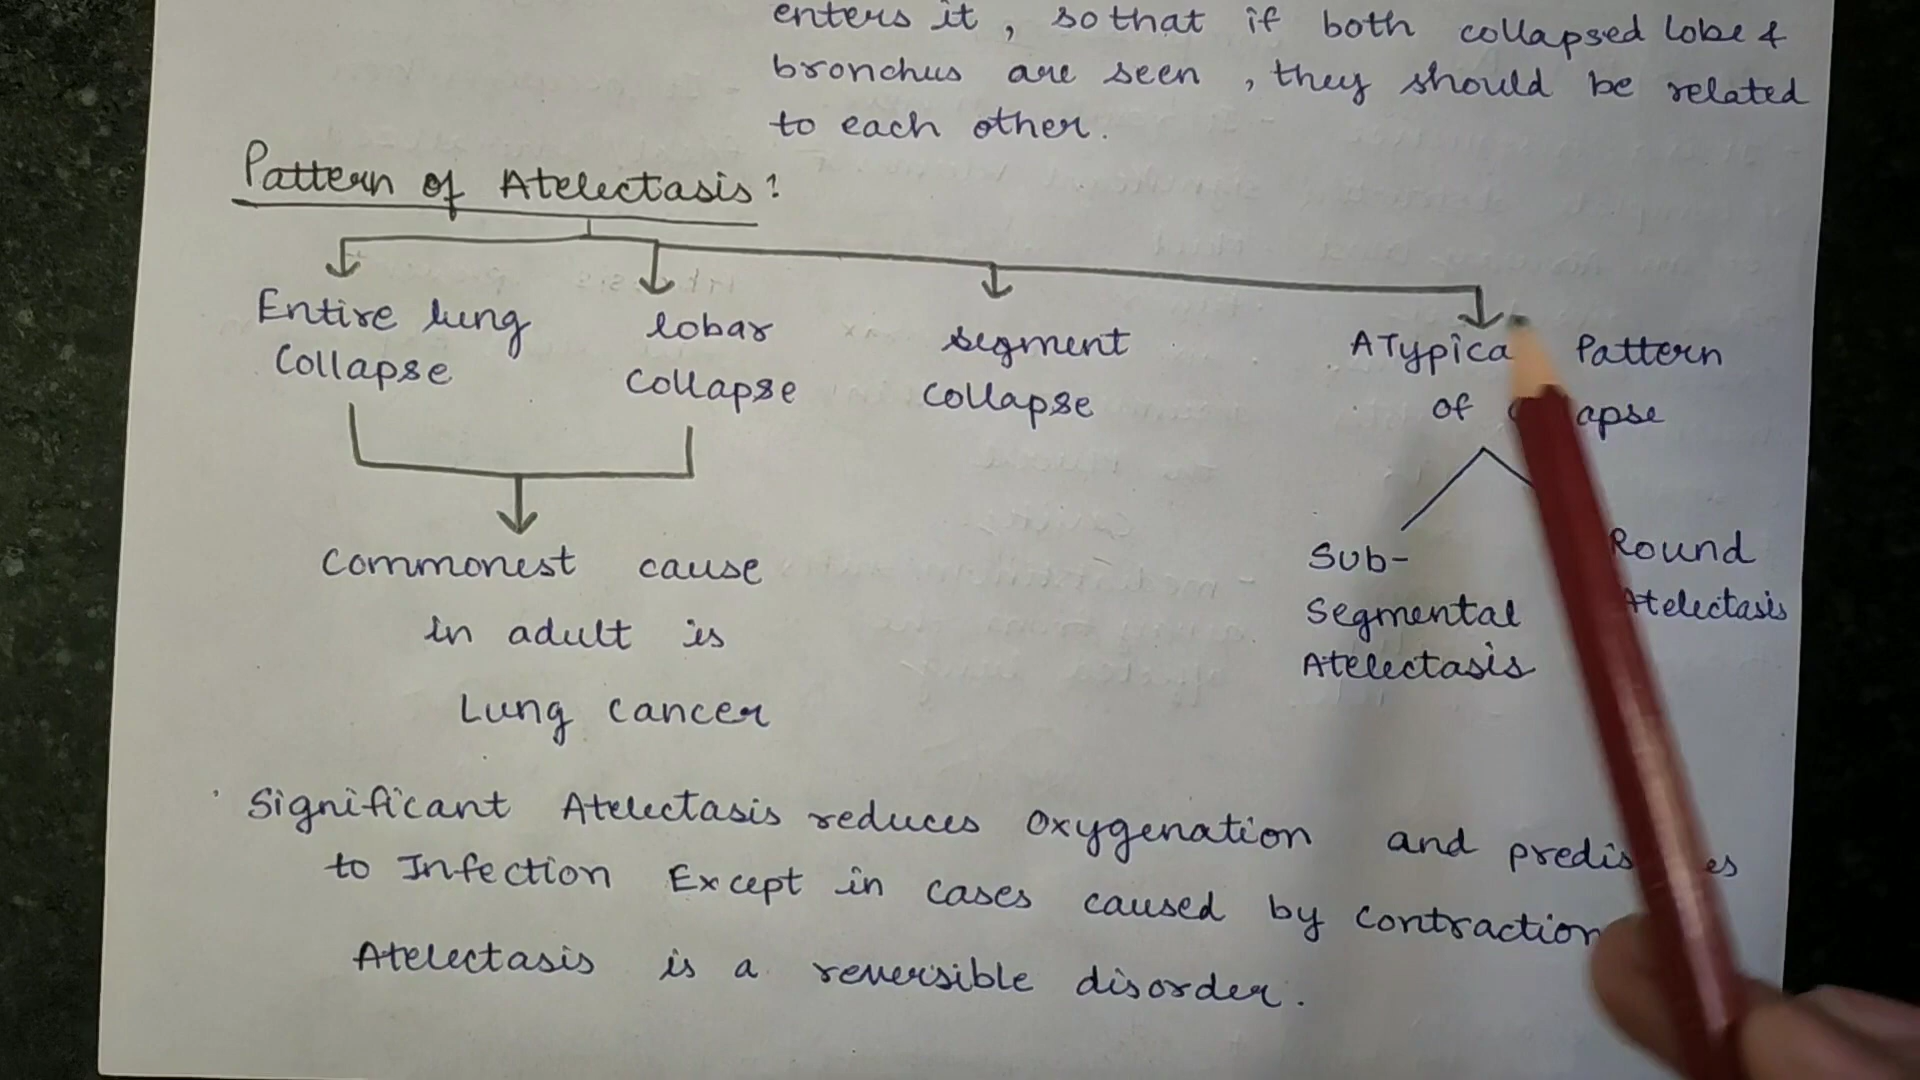 enters it, so that if both collapsed lobe &
bronchus are seen, they should be related
to each other.
Pattern of Atelectasis:
Entire lung
Collapse
lobar
collapse
segment
collapse
ATypica Pattern
of apse
Commonest cause
in adult is
Lung cancer
Sub-
Segmental
Atelectasis
Round
Atelectasis
Significant Atelectasis reduces Oxygenation and predis es
to Infection Except in cases caused by contraction
Atelectasis is a reversible disorder.